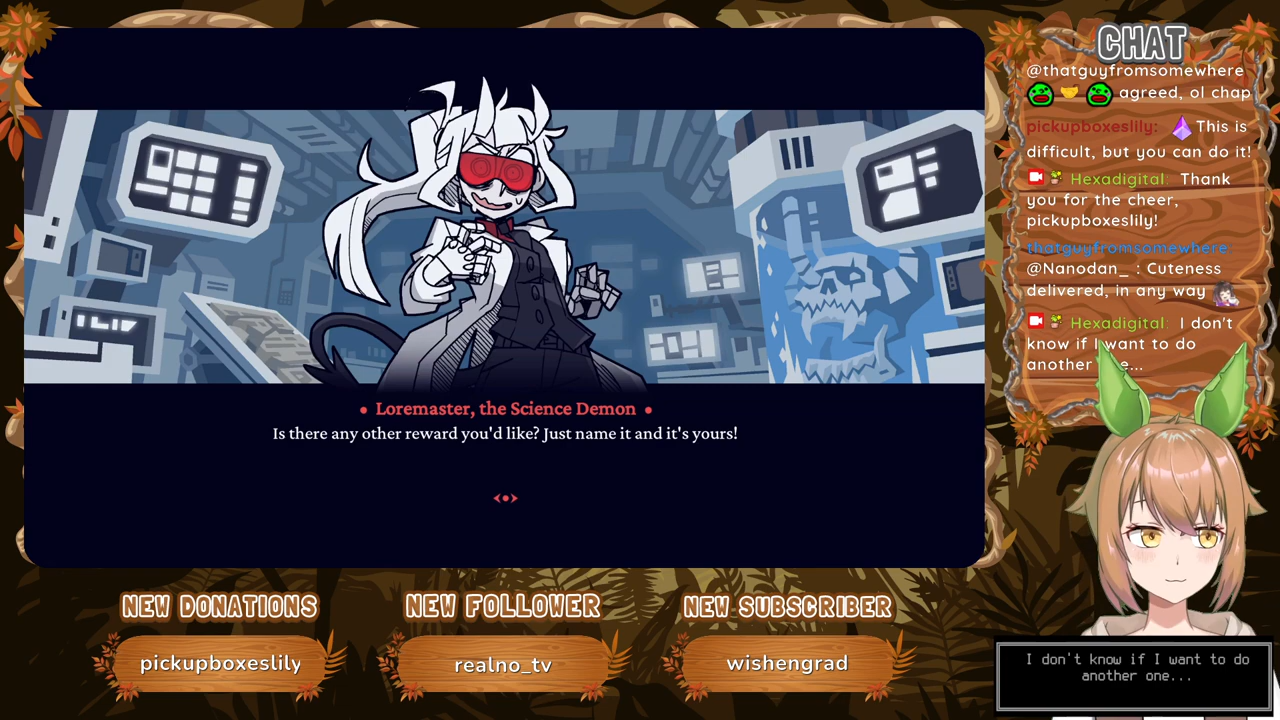 • Loremaster, the Science Demon •
Is there any other reward you'd like? Just name it and it's yours!
CHAT
@thatguyfromsomewhere
agreed, ol chap
pickupboxeslily: This is
difficult, but you can do it!
Hexadigital: Thank
you for the cheer,
pickupboxeslily!
thatguyfromsomewhere:
@Nanodan_ : Cuteness
delivered, in any way
Hexadigital: I don't
know if I want to do
another one...
NEW DONATIONS
pickupboxeslily
NEW FOLLOWER
realno_tv
NEW SUBSCRIBER
wishengrad
I don't know if I want to do
another one...